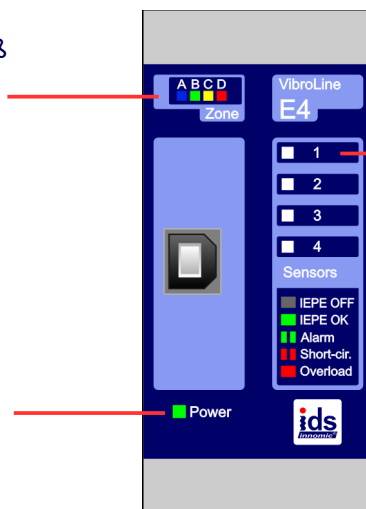 &
A B C D
Zone
VibroLine
E4
1
2
3
4
Sensors
IEPE OFF
IEPE OK
Alarm
Short-cir.
Overload
Power
ids
innomic